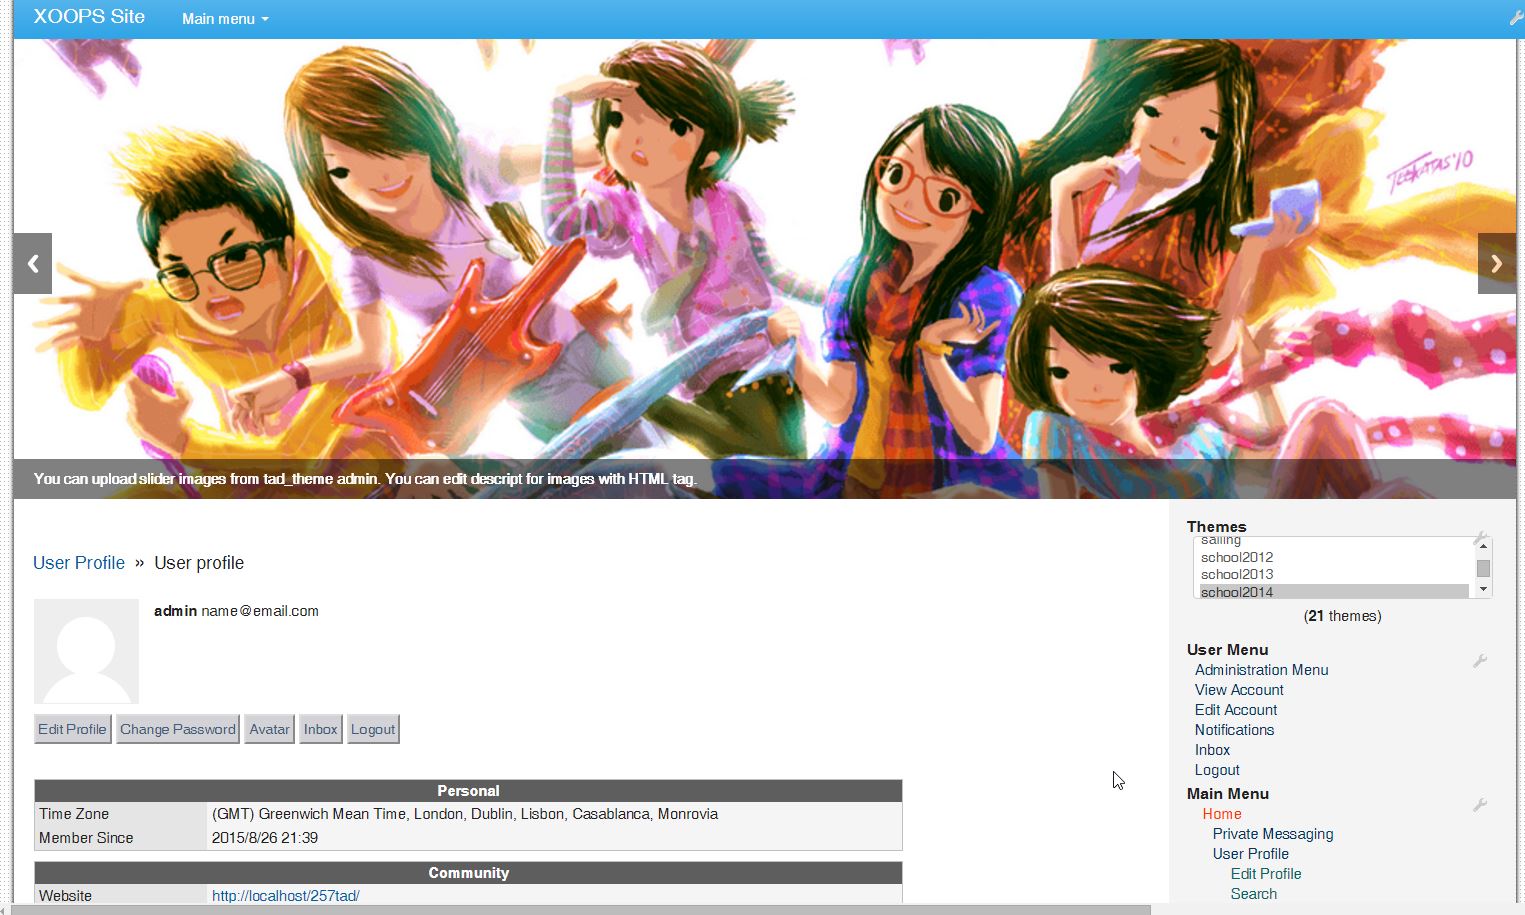 XOOPS Site
Main menu
TEEKATAS'10
You can upload slider images from tad_theme admin. You can edit descript for images with HTML tag.
User Profile » User profile
admin name@email.com
Edit Profile
Change Password
Avatar
Inbox
Logout
Personal
Time Zone (GMT) Greenwich Mean Time, London, Dublin, Lisbon, Casablanca, Monrovia
Member Since 2015/8/26 21:39
Community
Website http://localhost/257tad/
Themes
sailing
school2012
school2013
school2014
(21 themes)
User Menu
Administration Menu
View Account
Edit Account
Notifications
Inbox
Logout
Main Menu
Home
Private Messaging
User Profile
Edit Profile
Search